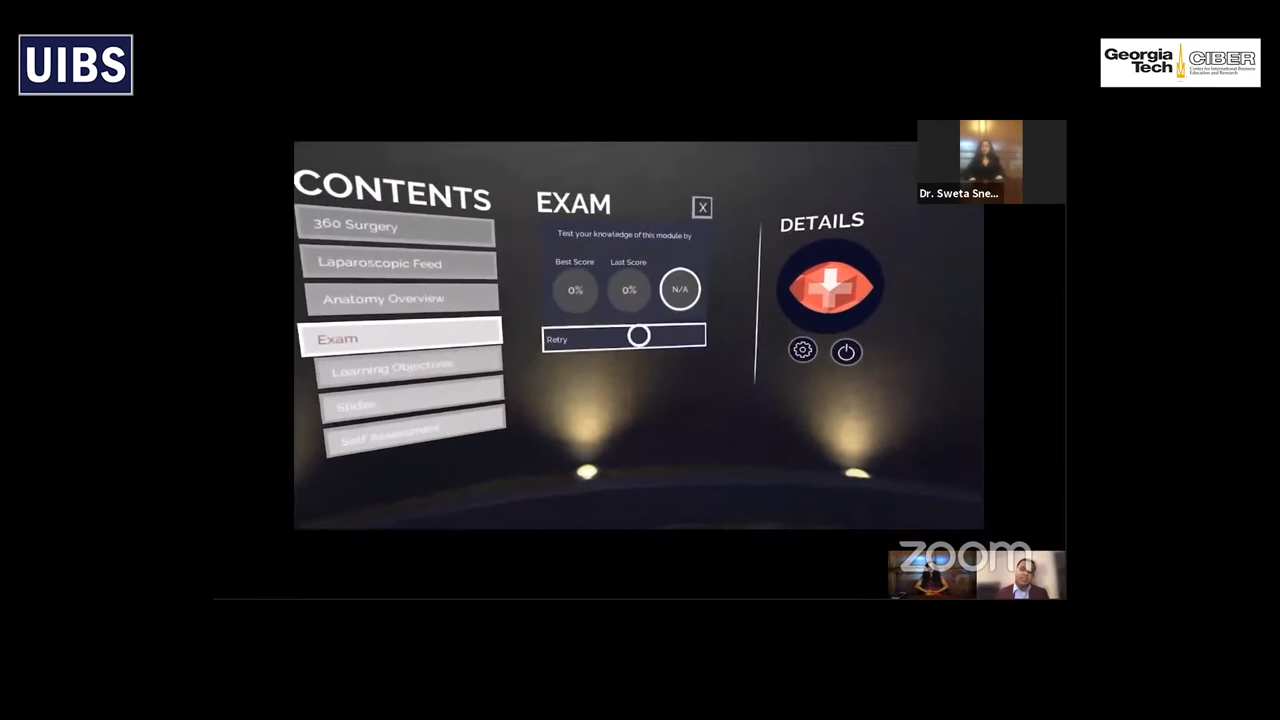 UIBS
Georgia
Tech
CIBER
Center for International Business
Education and Research
Dr. Sweta Sne...
CONTENTS
360 Surgery
Laparoscopic Feed
Anatomy Overview
Exam
Learning Objectives
Slides
Self Assessment
EXAM
X
Test your knowledge of this module by
Best Score
Last Score
0%
0%
N/A
Retry
DETAILS
zoom